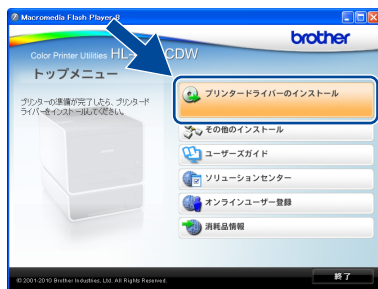 Macromedia Flash Player 8
brother
Color Printer Utilities HL- CDW
トップメニュー
プリンターの準備が完了したら、プリンタード
ライバーをインストールしてください。
プリンタードライバーのインストール
その他のインストール
ユーザーズガイド
ソリューションセンター
オンラインユーザー登録
消耗品情報
© 2001-2010 Brother Industries, Ltd. All Rights Reserved.
終了